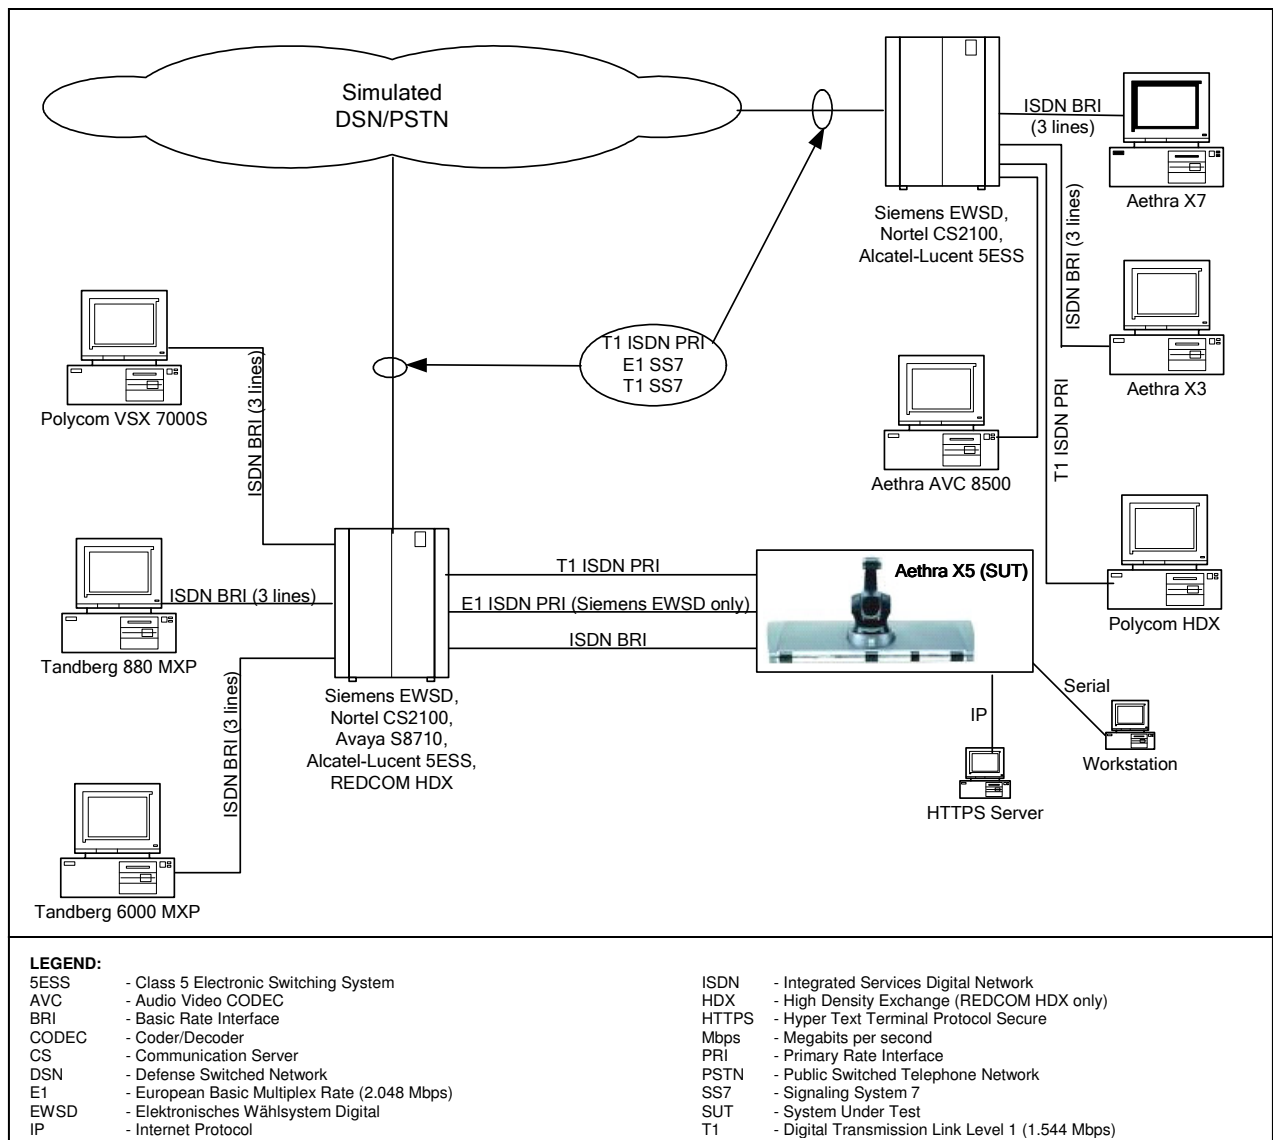 Simulated
DSN/PSTN
ISDN BRI
(3 lines)
Aethra X7
Siemens EWSD,
Nortel CS2100,
Alcatel-Lucent 5ESS
ISDN BRI (3 lines)
Aethra X3
T1 ISDN PRI
E1 SS7
T1 SS7
Polycom VSX 7000S
ISDN BRI (3 lines)
Aethra AVC 8500
T1 ISDN PRI
Polycom HDX
ISDN BRI (3 lines)
Tandberg 880 MXP
T1 ISDN PRI
E1 ISDN PRI (Siemens EWSD only)
ISDN BRI
Aethra X5 (SUT)
Siemens EWSD,
Nortel CS2100,
Avaya S8710,
Alcatel-Lucent 5ESS,
REDCOM HDX
ISDN BRI (3 lines)
Tandberg 6000 MXP
IP
HTTPS Server
Serial
Workstation
LEGEND:
5ESS - Class 5 Electronic Switching System
AVC - Audio Video CODEC
BRI - Basic Rate Interface
CODEC - Coder/Decoder
CS - Communication Server
DSN - Defense Switched Network
E1 - European Basic Multiplex Rate (2.048 Mbps)
EWSD - Elektronisches Wählsystem Digital
IP - Internet Protocol
ISDN - Integrated Services Digital Network
HDX - High Density Exchange (REDCOM HDX only)
HTTPS - Hyper Text Terminal Protocol Secure
Mbps - Megabits per second
PRI - Primary Rate Interface
PSTN - Public Switched Telephone Network
SS7 - Signaling System 7
SUT - System Under Test
T1 - Digital Transmission Link Level 1 (1.544 Mbps)